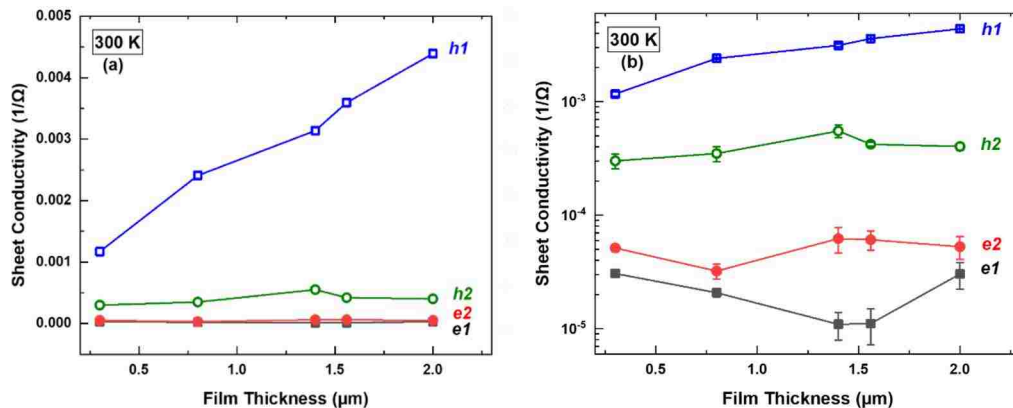 300 K
(a)
h1
h2
e2
e1
0.005
0.004
0.003
0.002
0.001
0.000
Sheet Conductivity (1/Ω)
0.5
1.0
1.5
2.0
Film Thickness (μm)
300 K
(b)
h1
h2
e2
e1
10⁻³
10⁻⁴
10⁻⁵
Sheet Conductivity (1/Ω)
0.5
1.0
1.5
2.0
Film Thickness (μm)